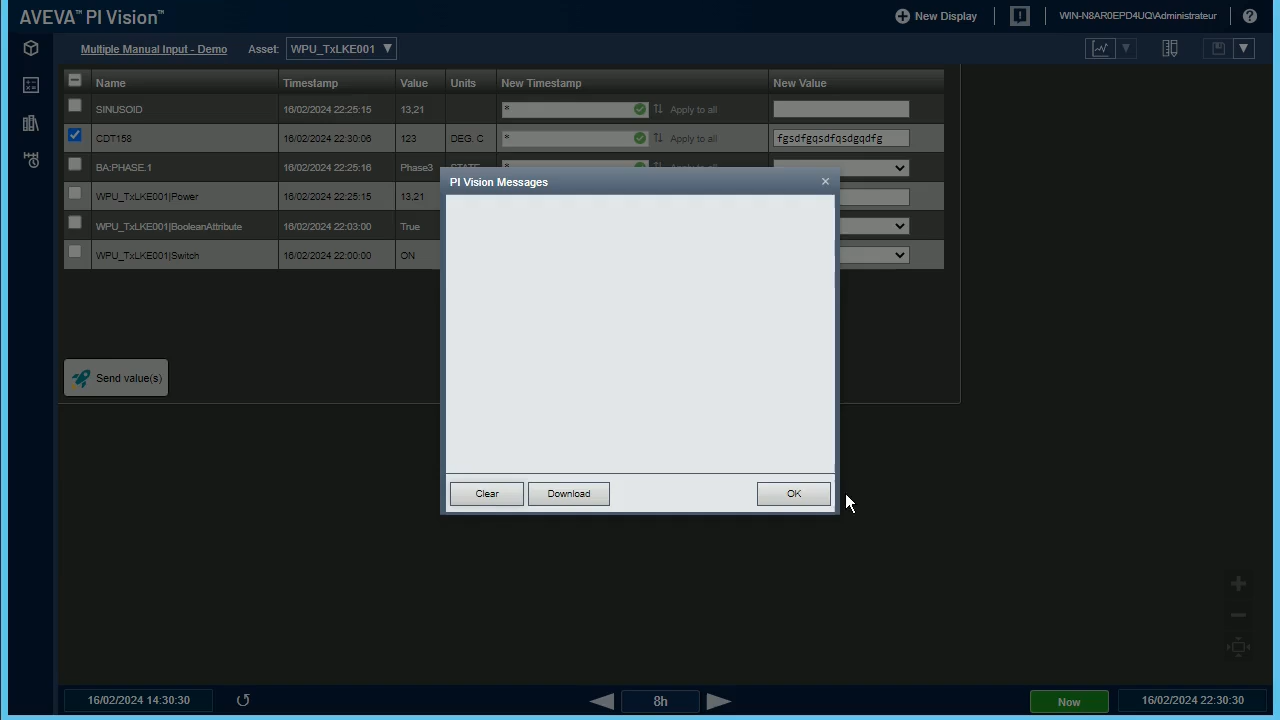 AVEVA™ PI Vision™
New Display
WIN-N8AR0EPD4UQ\Administrateur
Multiple Manual Input - Demo
Asset: WPU_TxLKE001
Name Timestamp Value Units New Timestamp New Value
SINUSOID 16/02/2024 22:25:15 13,21 * Apply to all
CDT158 16/02/2024 22:30:06 123 DEG. C * Apply to all fgsdfgqsdfqsdgqdfg
BA:PHASE.1 16/02/2024 22:25:16 Phase3 STATE * Apply to all
PI Vision Messages
WPU_TxLKE001|Power 16/02/2024 22:25:15 13,21
WPU_TxLKE001|BooleanAttribute 16/02/2024 22:03:00 True
WPU_TxLKE001|Switch 16/02/2024 22:00:00 ON
Send value(s)
Clear Download OK
16/02/2024 14:30:30 8h Now 16/02/2024 22:30:30